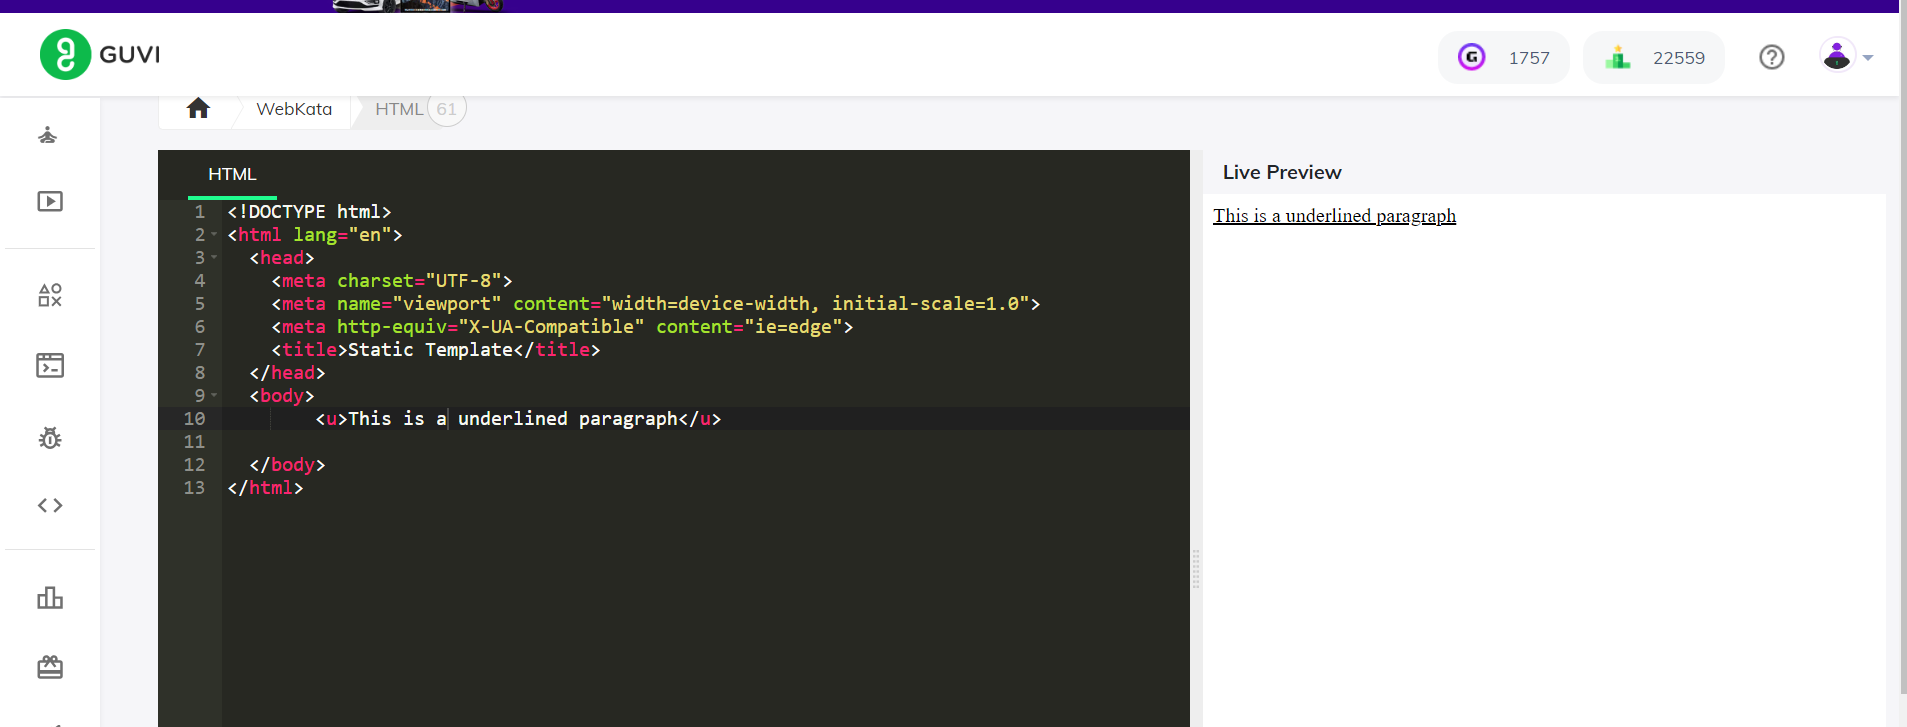 GUVI
G 1757
22559
WebKata
HTML 61
HTML
Live Preview
1 <!DOCTYPE html>
2 <html lang="en">
3 <head>
4 <meta charset="UTF-8">
5 <meta name="viewport" content="width=device-width, initial-scale=1.0">
6 <meta http-equiv="X-UA-Compatible" content="ie=edge">
7 <title>Static Template</title>
8 </head>
9 <body>
10 <u>This is a underlined paragraph</u>
11
12 </body>
13 </html>
This is a underlined paragraph